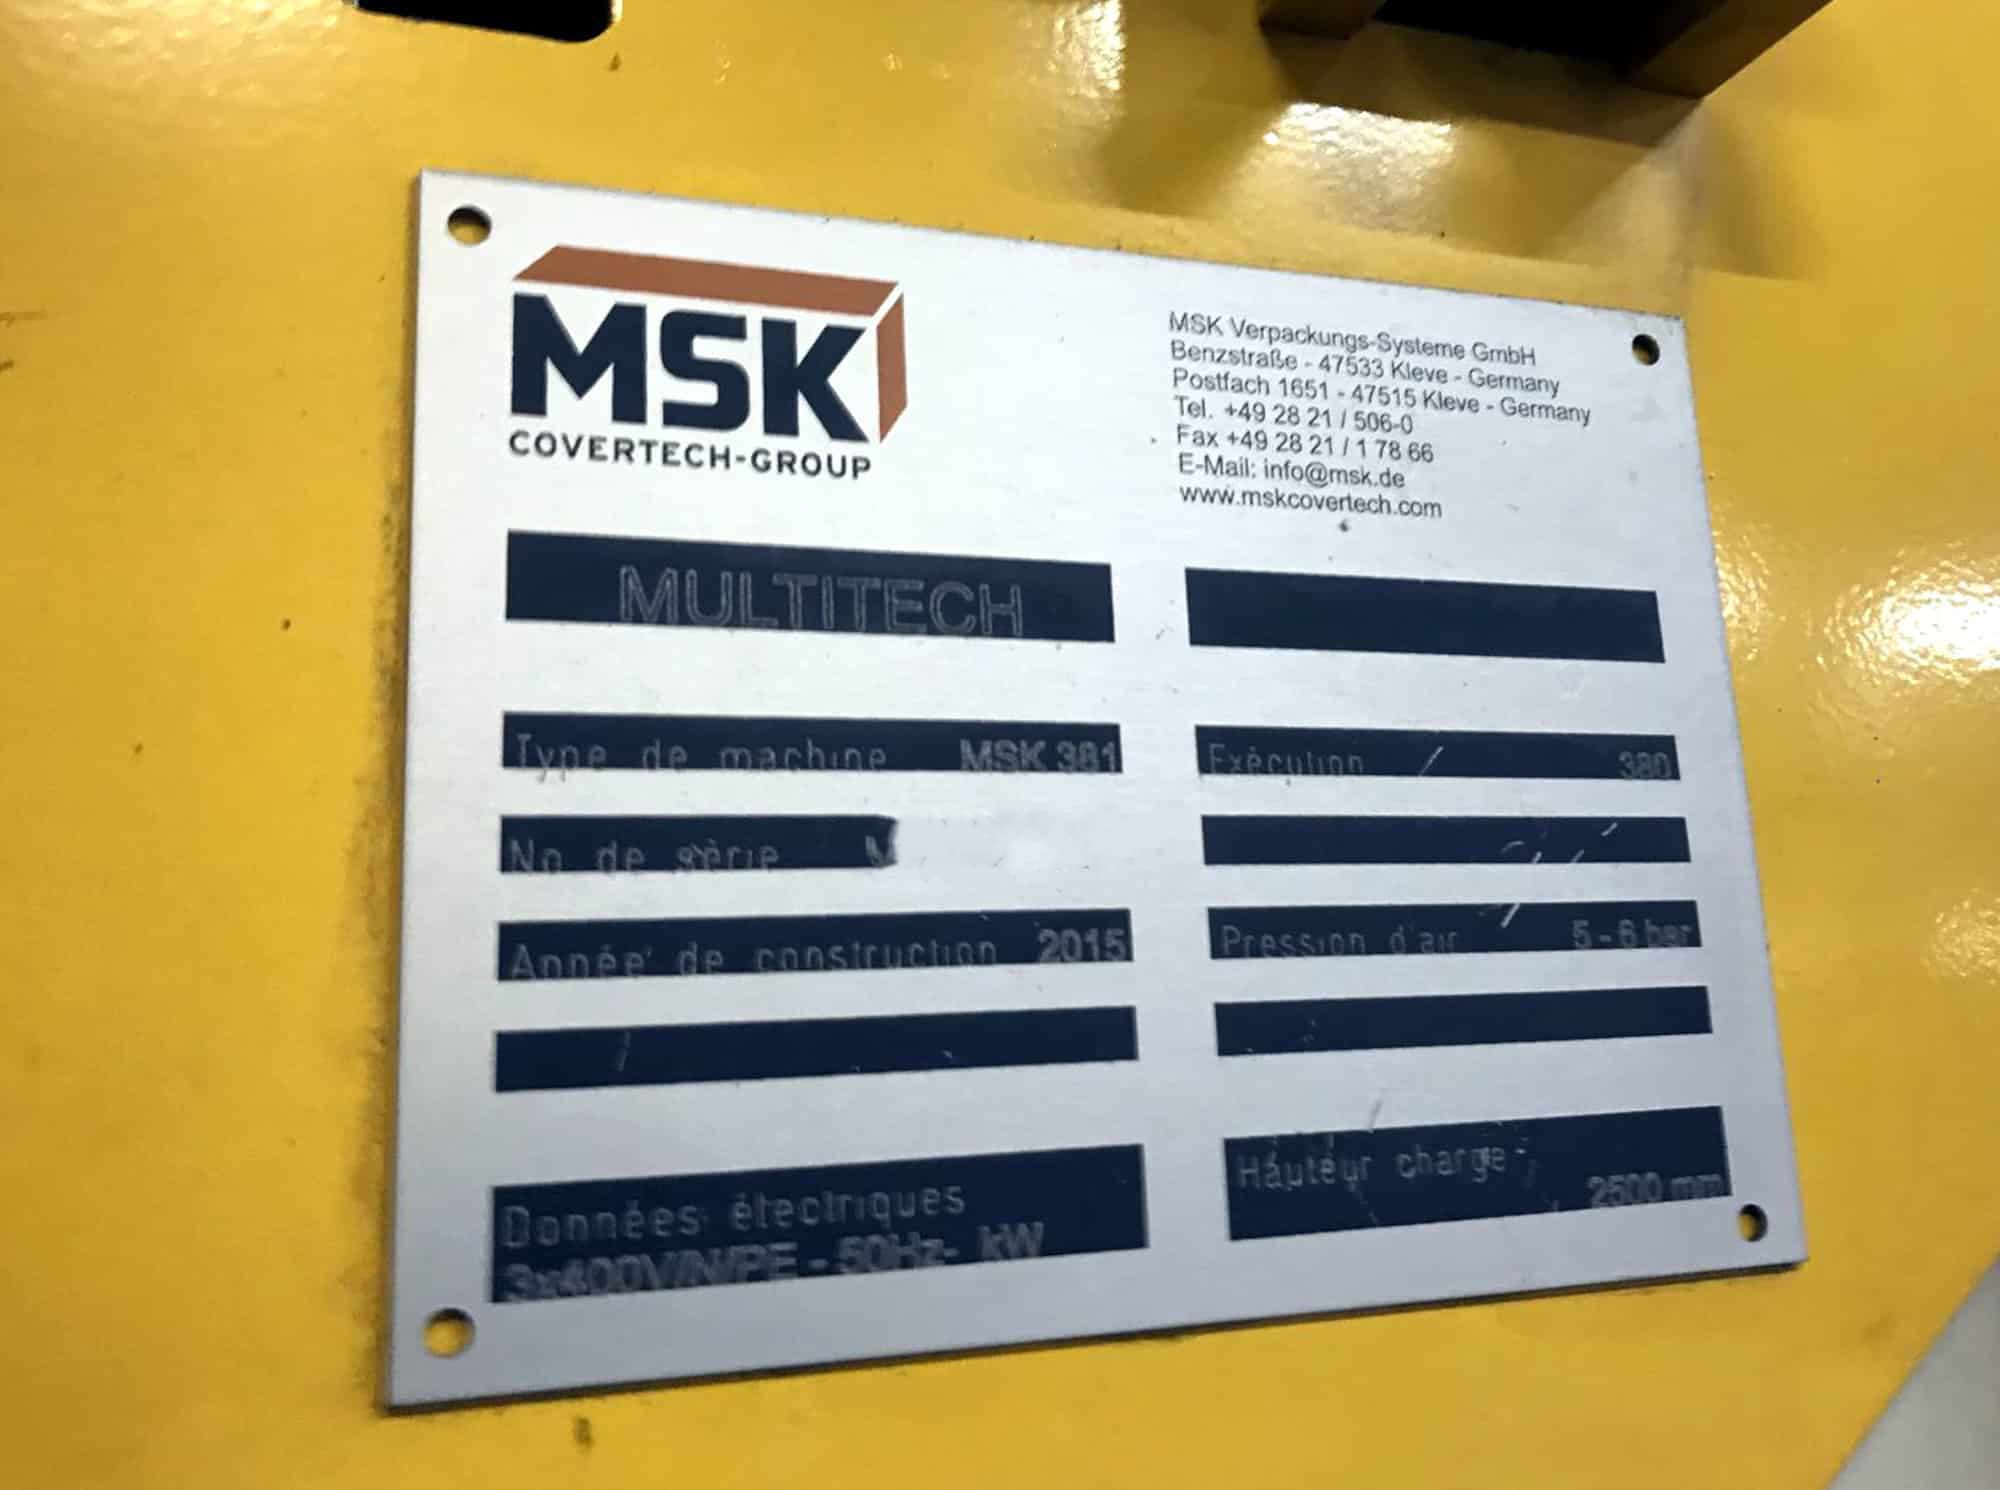 MSK
COVERTECH-GROUP
MSK Verpackungs-Systeme GmbH
Benzstraße - 47533 Kleve - Germany
Postfach 1651 - 47515 Kleve - Germany
Tel. +49 28 21 / 506-0
Fax +49 28 21 / 1 78 66
E-Mail: info@msk.de
www.mskcovertech.com
MULTITECH
Type de machine MSK 381
Exécution 380
No de série
Année de construction 2015
Pression d'air 5 - 6 bar
Données électriques
3x400V/N/PE - 50Hz- kW
Hauteur charge
2500 mm